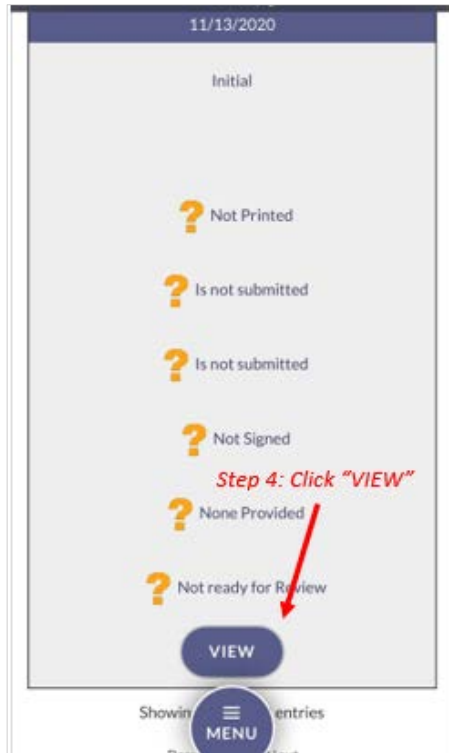 11/13/2020
Initial
? Not Printed
? Is not submitted
? Is not submitted
? Not Signed
Step 4: Click “VIEW”
? None Provided
? Not ready for Review
VIEW
entries
MENU